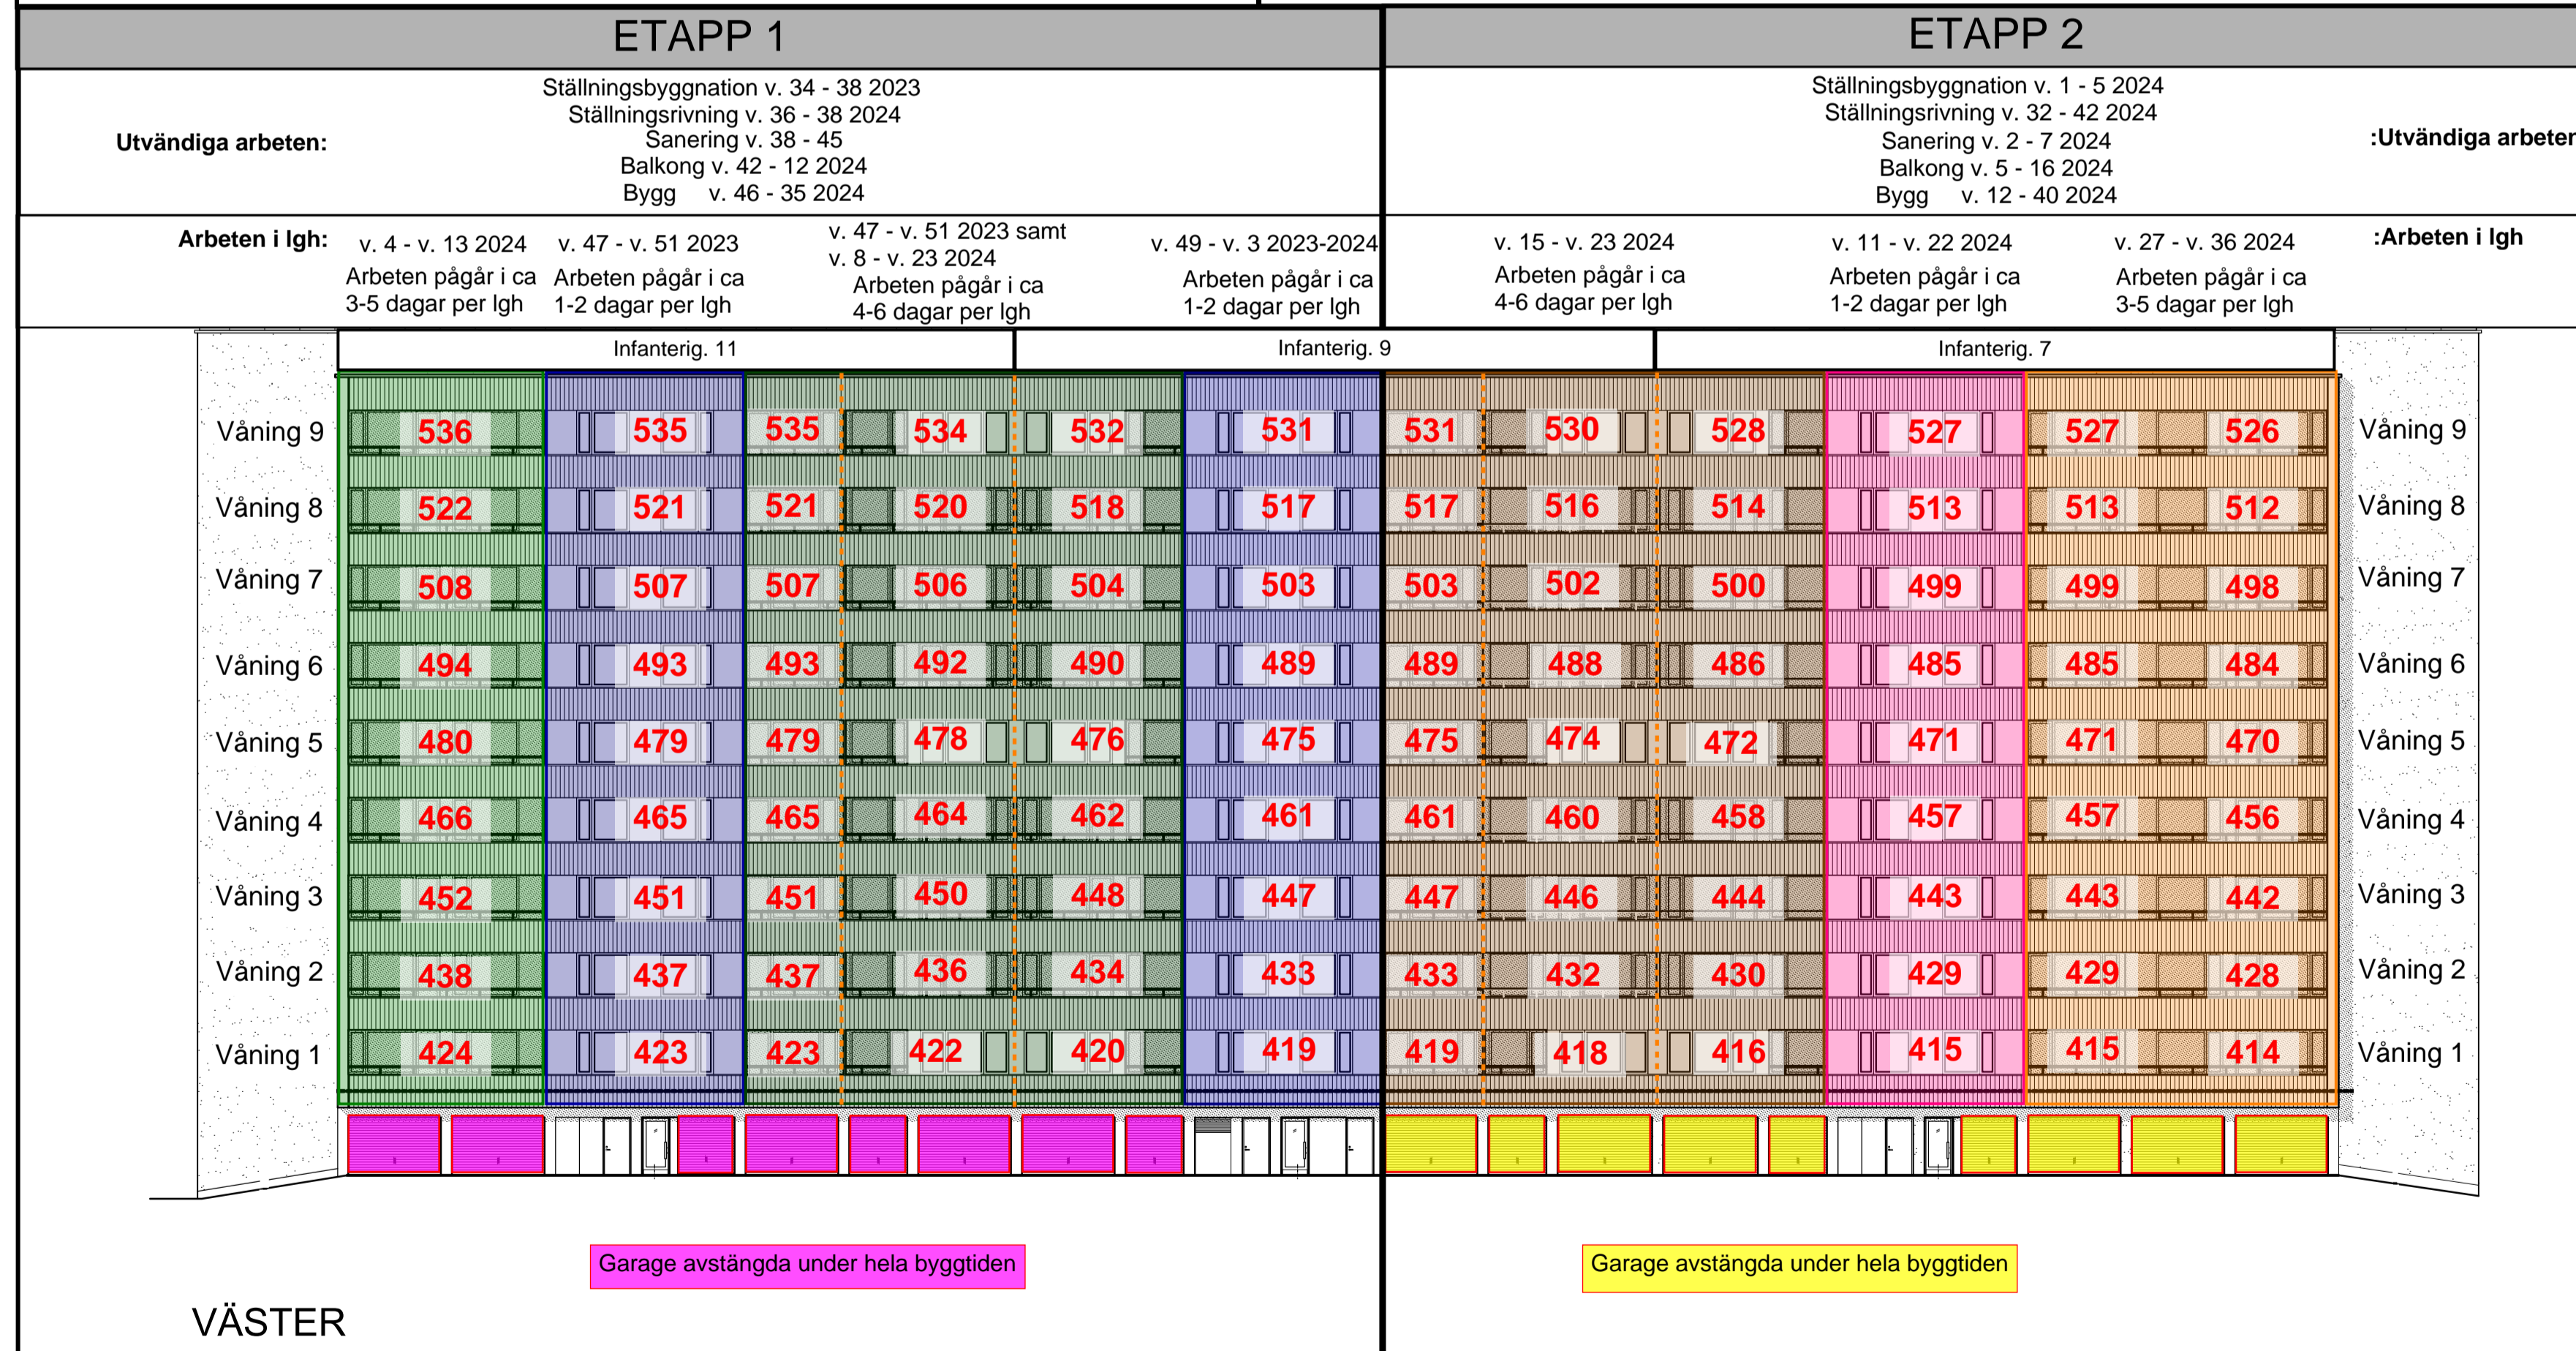 ETAPP 1
ETAPP 2
Utvändiga arbeten:
Ställningsbyggnation v. 34 - 38 2023
Ställningsrivning v. 36 - 38 2024
Sanering v. 38 - 45
Balkong v. 42 - 12 2024
Bygg v. 46 - 35 2024
Ställningsbyggnation v. 1 - 5 2024
Ställningsrivning v. 32 - 42 2024
Sanering v. 2 - 7 2024
Balkong v. 5 - 16 2024
Bygg v. 12 - 40 2024
:Utvändiga arbeten
Arbeten i lgh:
v. 4 - v. 13 2024
Arbeten pågår i ca
3-5 dagar per lgh
v. 47 - v. 51 2023
Arbeten pågår i ca
1-2 dagar per lgh
v. 47 - v. 51 2023 samt
v. 8 - v. 23 2024
Arbeten pågår i ca
4-6 dagar per lgh
v. 49 - v. 3 2023-2024
Arbeten pågår i ca
1-2 dagar per lgh
v. 15 - v. 23 2024
Arbeten pågår i ca
4-6 dagar per lgh
v. 11 - v. 22 2024
Arbeten pågår i ca
1-2 dagar per lgh
v. 27 - v. 36 2024
Arbeten pågår i ca
3-5 dagar per lgh
:Arbeten i lgh
Infanterig. 11
Infanterig. 9
Infanterig. 7
Våning 9 536 535 535 534 532 531 531 530 528 527 527 526 Våning 9
Våning 8 522 521 521 520 518 517 517 516 514 513 513 512 Våning 8
Våning 7 508 507 507 506 504 503 503 502 500 499 499 498 Våning 7
Våning 6 494 493 493 492 490 489 489 488 486 485 485 484 Våning 6
Våning 5 480 479 479 478 476 475 475 474 472 471 471 470 Våning 5
Våning 4 466 465 465 464 462 461 461 460 458 457 457 456 Våning 4
Våning 3 452 451 451 450 448 447 447 446 444 443 443 442 Våning 3
Våning 2 438 437 437 436 434 433 433 432 430 429 429 428 Våning 2
Våning 1 424 423 423 422 420 419 419 418 416 415 415 414 Våning 1
Garage avstängda under hela byggtiden
Garage avstängda under hela byggtiden
VÄSTER